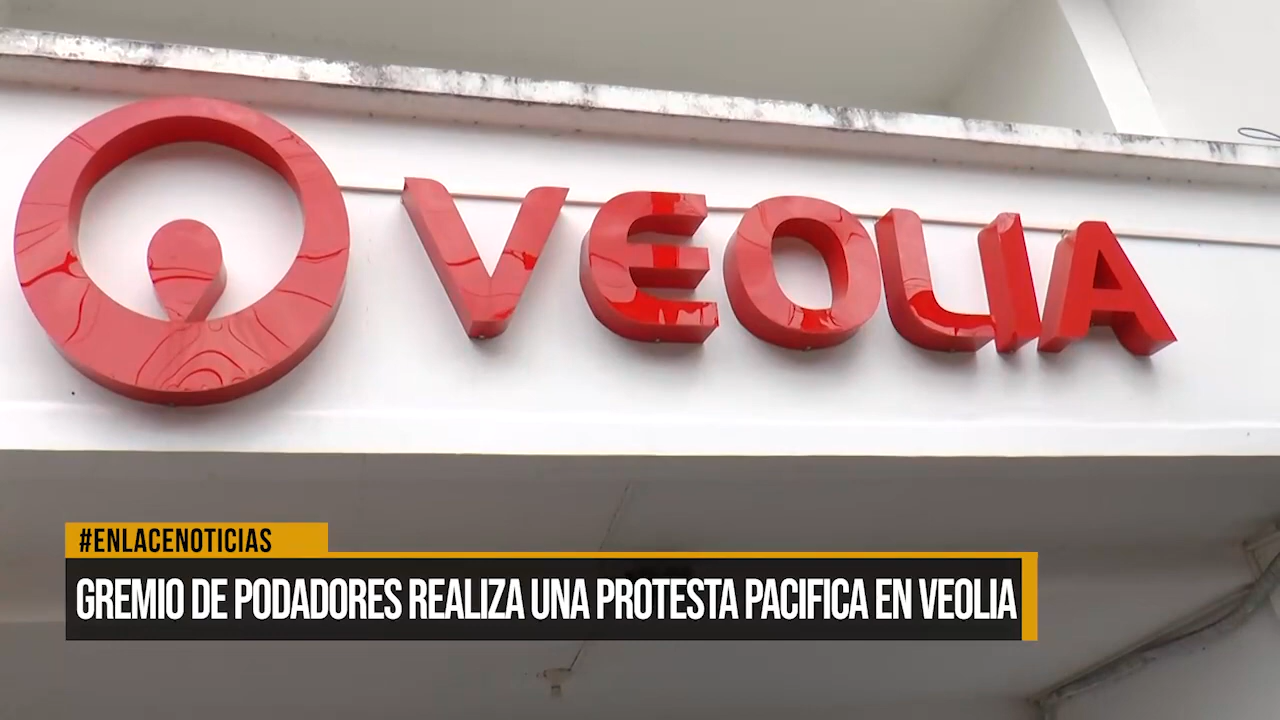 VEOLIA
#ENLACENOTICIAS
GREMIO DE PODADORES REALIZA UNA PROTESTA PACIFICA EN VEOLIA